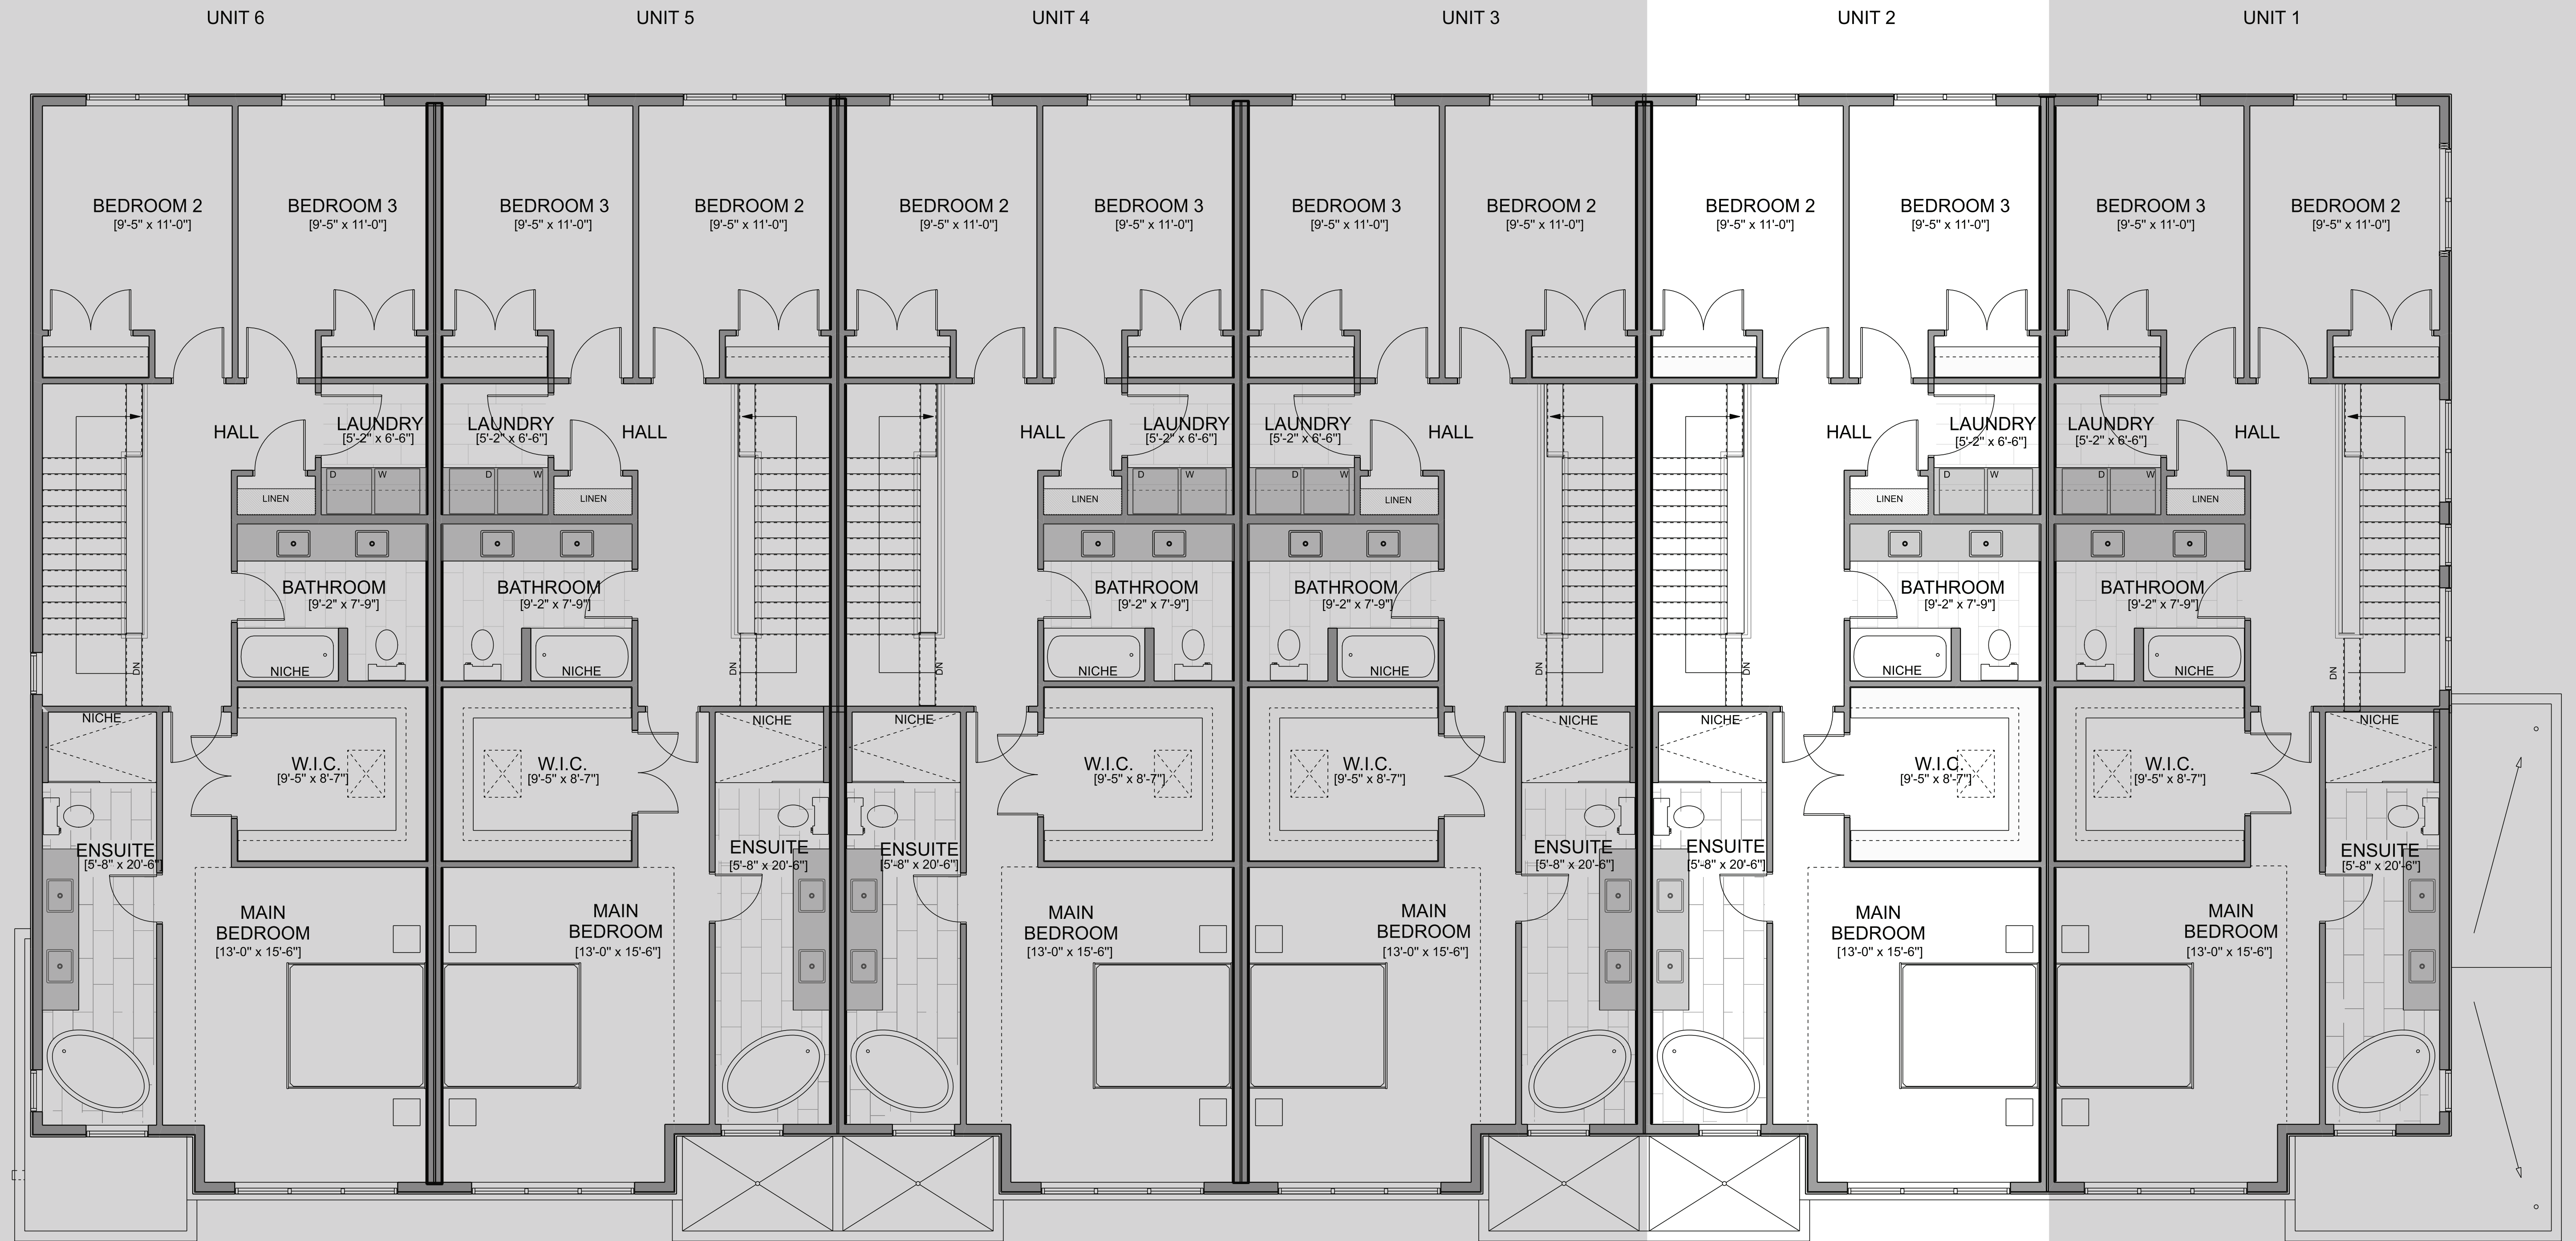 UNIT 6 UNIT 5 UNIT 4 UNIT 3 UNIT 2 UNIT 1
BEDROOM 2 BEDROOM 3 BEDROOM 3 BEDROOM 2 BEDROOM 2 BEDROOM 3 BEDROOM 3 BEDROOM 2 BEDROOM 2 BEDROOM 3 BEDROOM 3 BEDROOM 2
[9'-5" x 11'-0"] [9'-5" x 11'-0"] [9'-5" x 11'-0"] [9'-5" x 11'-0"] [9'-5" x 11'-0"] [9'-5" x 11'-0"] [9'-5" x 11'-0"] [9'-5" x 11'-0"] [9'-5" x 11'-0"] [9'-5" x 11'-0"] [9'-5" x 11'-0"] [9'-5" x 11'-0"]
HALL LAUNDRY LAUNDRY HALL HALL LAUNDRY LAUNDRY HALL HALL LAUNDRY LAUNDRY HALL
[5'-2" x 6'-6"] [5'-2" x 6'-6"] [5'-2" x 6'-6"] [5'-2" x 6'-6"] [5'-2" x 6'-6"] [5'-2" x 6'-6"]
D W D W D W D W D W D W
LINEN LINEN LINEN LINEN LINEN LINEN
BATHROOM BATHROOM BATHROOM BATHROOM BATHROOM BATHROOM
[9'-2" x 7'-9"] [9'-2" x 7'-9"] [9'-2" x 7'-9"] [9'-2" x 7'-9"] [9'-2" x 7'-9"] [9'-2" x 7'-9"]
DN NICHE NICHE DN DN NICHE NICHE DN DN NICHE NICHE DN
NICHE NICHE NICHE NICHE NICHE NICHE
W.I.C. W.I.C. W.I.C. W.I.C. W.I.C. W.I.C.
[9'-5" x 8'-7"] [9'-5" x 8'-7"] [9'-5" x 8'-7"] [9'-5" x 8'-7"] [9'-5" x 8'-7"] [9'-5" x 8'-7"]
ENSUITE ENSUITE ENSUITE ENSUITE ENSUITE ENSUITE
[5'-8" x 20'-6"] [5'-8" x 20'-6"] [5'-8" x 20'-6"] [5'-8" x 20'-6"] [5'-8" x 20'-6"] [5'-8" x 20'-6"]
MAIN MAIN MAIN MAIN MAIN MAIN
BEDROOM BEDROOM BEDROOM BEDROOM BEDROOM BEDROOM
[13'-0" x 15'-6"] [13'-0" x 15'-6"] [13'-0" x 15'-6"] [13'-0" x 15'-6"] [13'-0" x 15'-6"] [13'-0" x 15'-6"]